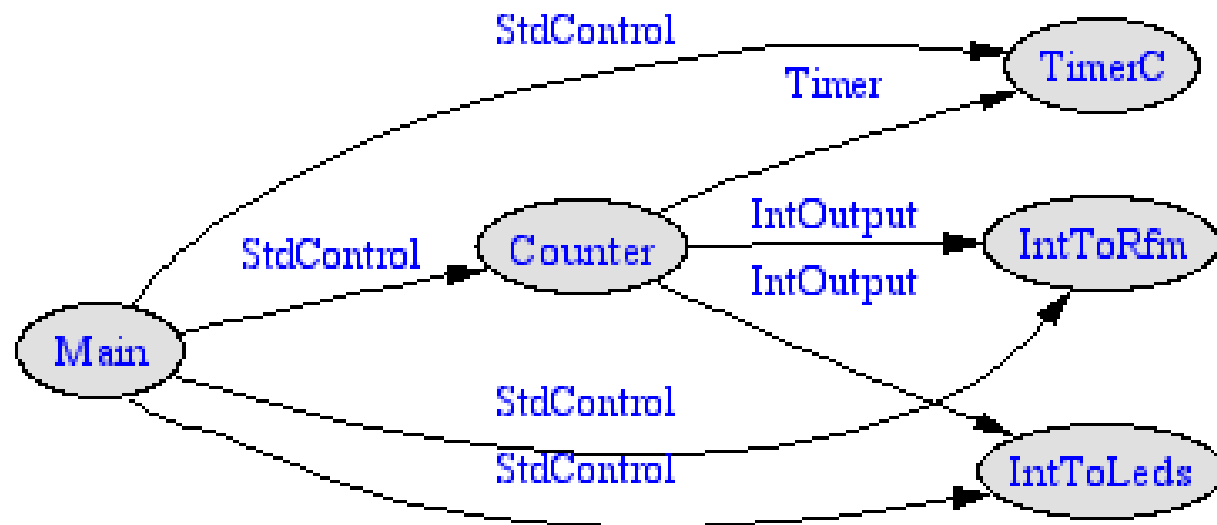 StdControl
TimerC
Timer
IntOutput
Counter
IntToRfm
StdControl
IntOutput
Main
StdControl
StdControl
IntToLeds